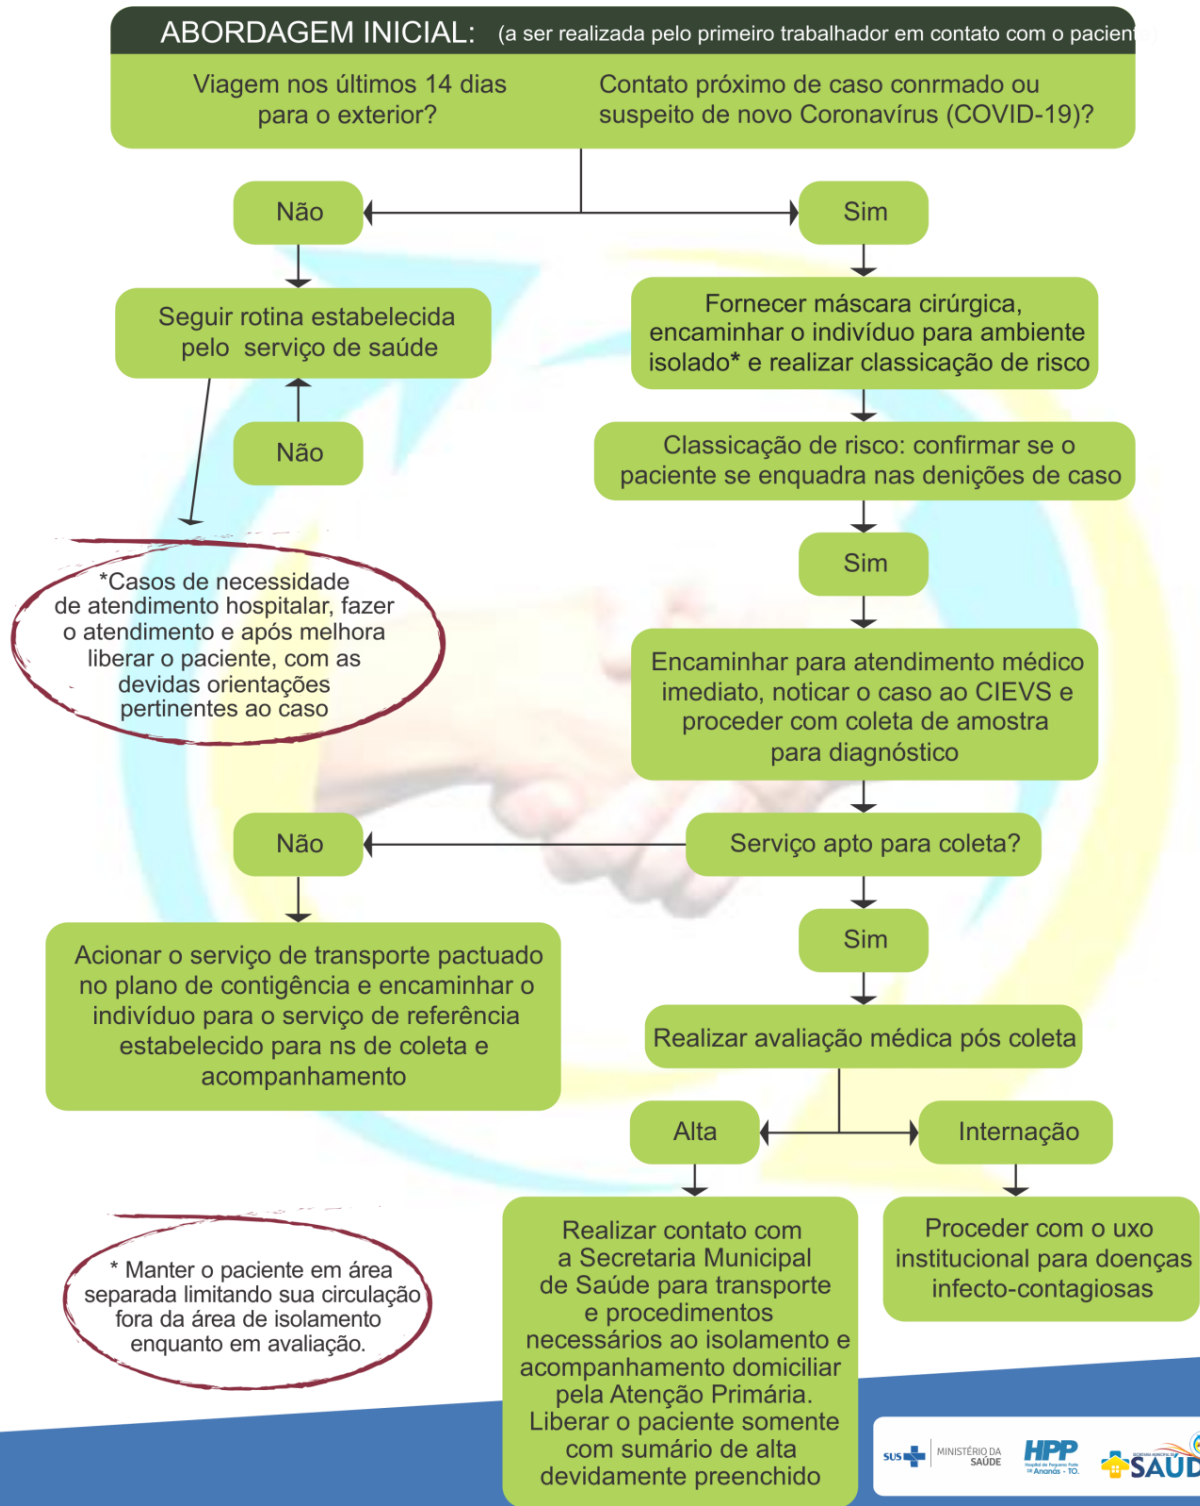 ABORDAGEM INICIAL: (a ser realizada pelo primeiro trabalhador em contato com o pacient
Viagem nos últimos 14 dias
para o exterior?
Contato próximo de caso conrmado ou
suspeito de novo Coronavírus (COVID-19)?
Não
Sim
Seguir rotina estabelecida
pelo serviço de saúde
Fornecer máscara cirúrgica,
encaminhar o indivíduo para ambiente
isolado* e realizar classicação de risco
Não
Classicação de risco: confirmar se o
paciente se enquadra nas denições de caso
Sim
*Casos de necessidade
de atendimento hospitalar, fazer
o atendimento e após melhora
liberar o paciente, com as
devidas orientações
pertinentes ao caso
Encaminhar para atendimento médico
imediato, noticar o caso ao CIEVS e
proceder com coleta de amostra
para diagnóstico
Não
Serviço apto para coleta?
Sim
Acionar o serviço de transporte pactuado
no plano de contigência e encaminhar o
indivíduo para o serviço de referência
estabelecido para ns de coleta e
acompanhamento
Realizar avaliação médica pós coleta
Alta
Internação
Realizar contato com
a Secretaria Municipal
de Saúde para transporte
e procedimentos
necessários ao isolamento e
acompanhamento domiciliar
pela Atenção Primária.
Liberar o paciente somente
com sumário de alta
devidamente preenchido
Proceder com o uxo
institucional para doenças
infecto-contagiosas
* Manter o paciente em área
separada limitando sua circulação
fora da área de isolamento
enquanto em avaliação.
SUS
MINISTÉRIO DA
SAÚDE
HPP
Hospital de Pequeno Porte
de Ananás - TO.
SAÚD